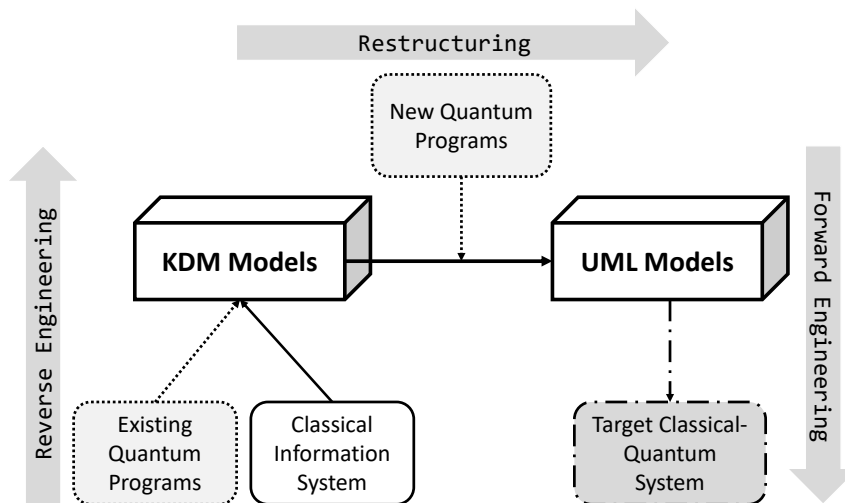 Restructuring
New Quantum
Programs
Reverse Engineering
KDM Models
UML Models
Forward Engineering
Existing
Quantum
Programs
Classical
Information
System
Target Classical-
Quantum
System